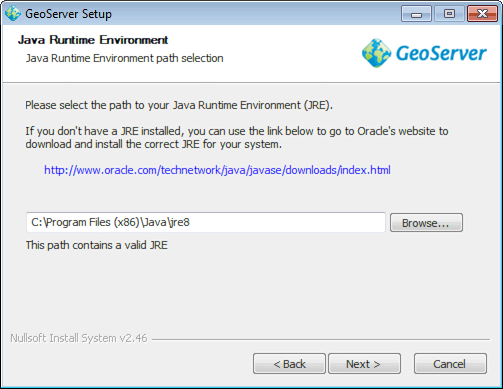 GeoServer Setup
Java Runtime Environment
Java Runtime Environment path selection
GeoServer
Please select the path to your Java Runtime Environment (JRE).
If you don't have a JRE installed, you can use the link below to go to Oracle's website to
download and install the correct JRE for your system.
http://www.oracle.com/technetwork/java/javase/downloads/index.html
C:\Program Files (x86)\Java\jre8
Browse...
This path contains a valid JRE
Nullsoft Install System v2.46
< Back Next > Cancel